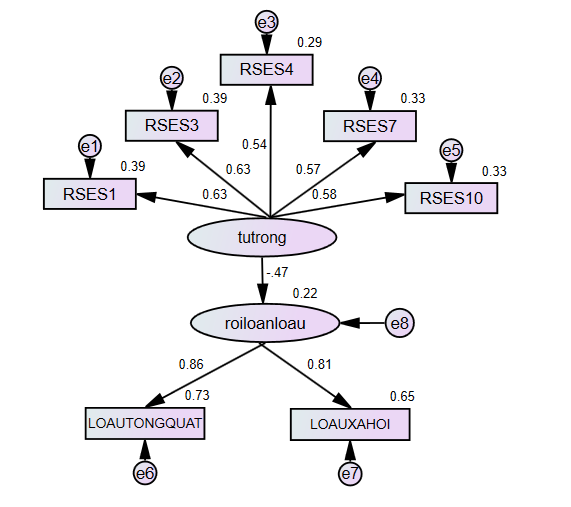 e3
0.29
RSES4
e2
e4
0.39
0.33
RSES3
RSES7
e1
e5
0.54
0.39
0.63
0.57
0.33
RSES1
0.63
0.58
RSES10
tutrong
-.47
0.22
roiloanloau
e8
0.86
0.81
0.73
0.65
LOAUTONGQUAT
LOAUXAHOI
e6
e7